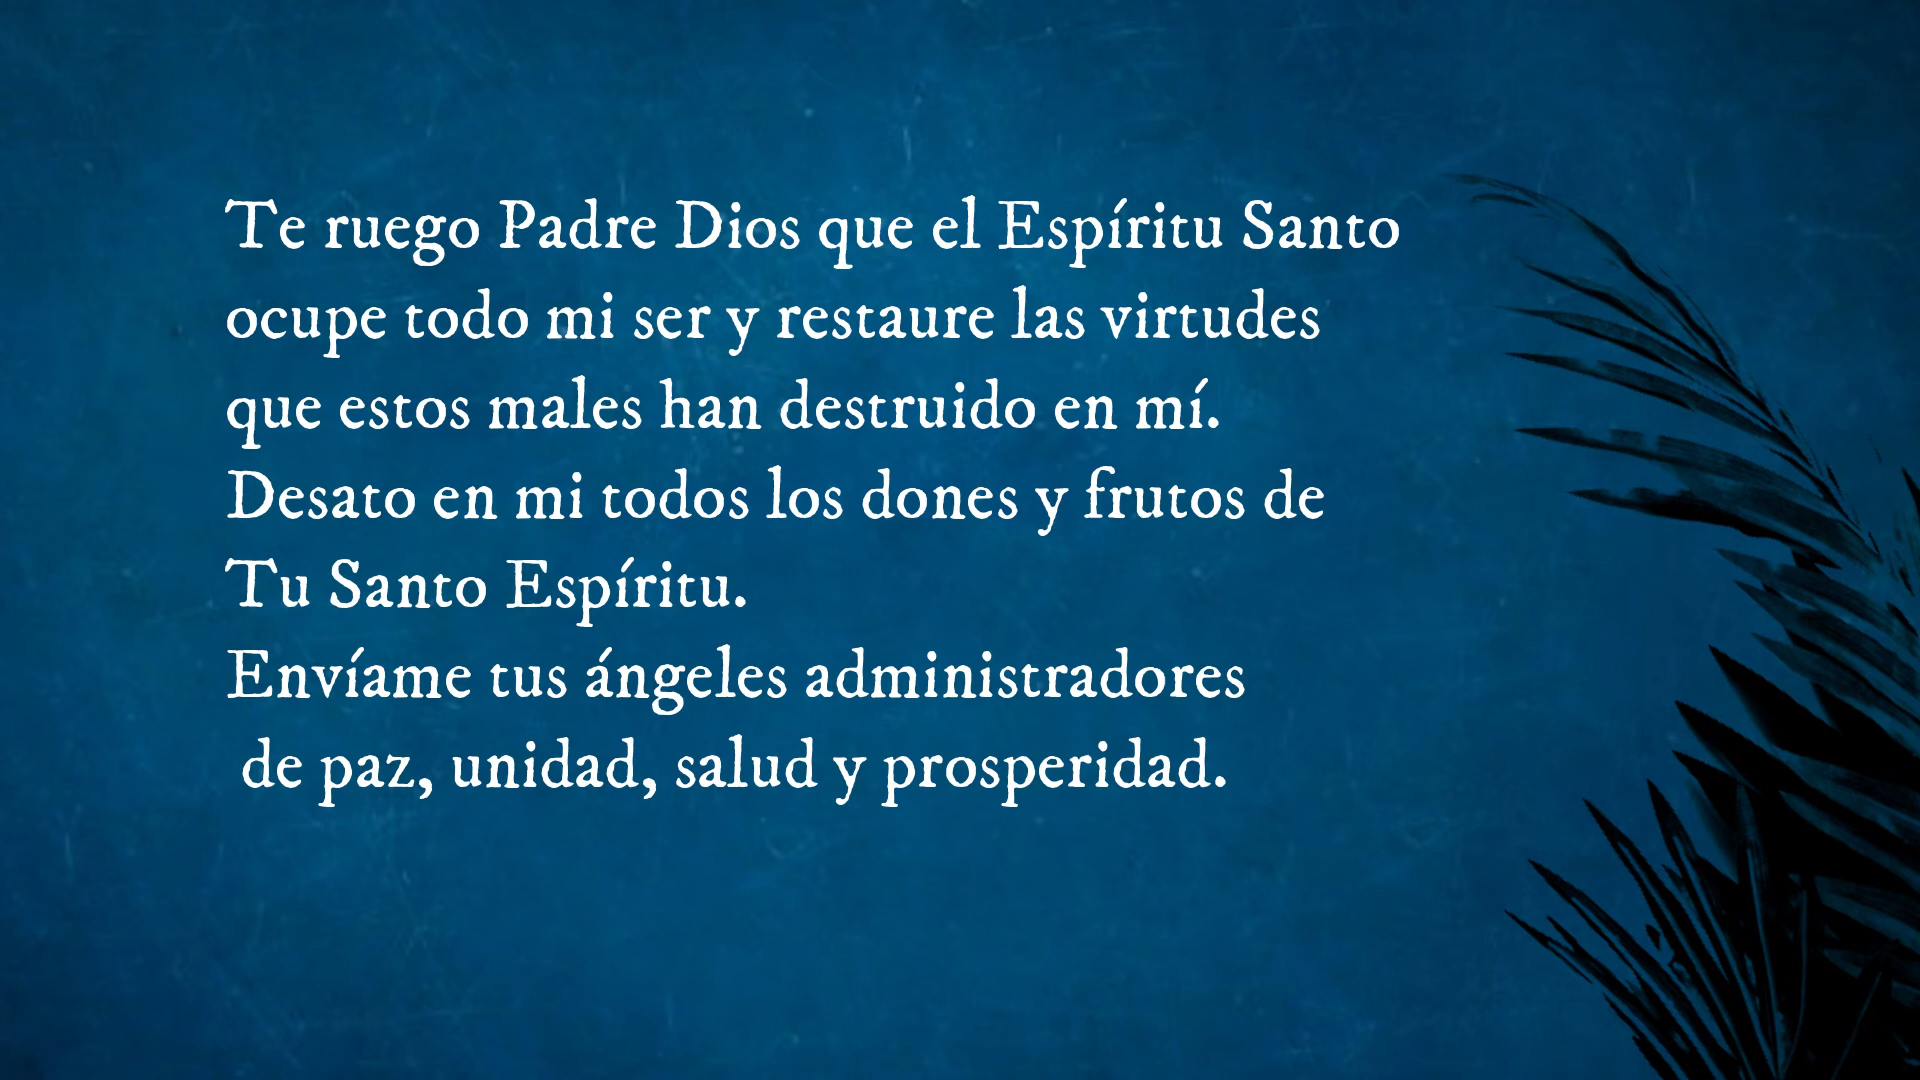 Te ruego Padre Dios que el Espíritu Santo
ocupe todo mi ser y restaure las virtudes
que estos males han destruido en mí.
Desato en mi todos los dones y frutos de
Tu Santo Espíritu.
Envíame tus ángeles administradores
de paz, unidad, salud y prosperidad.